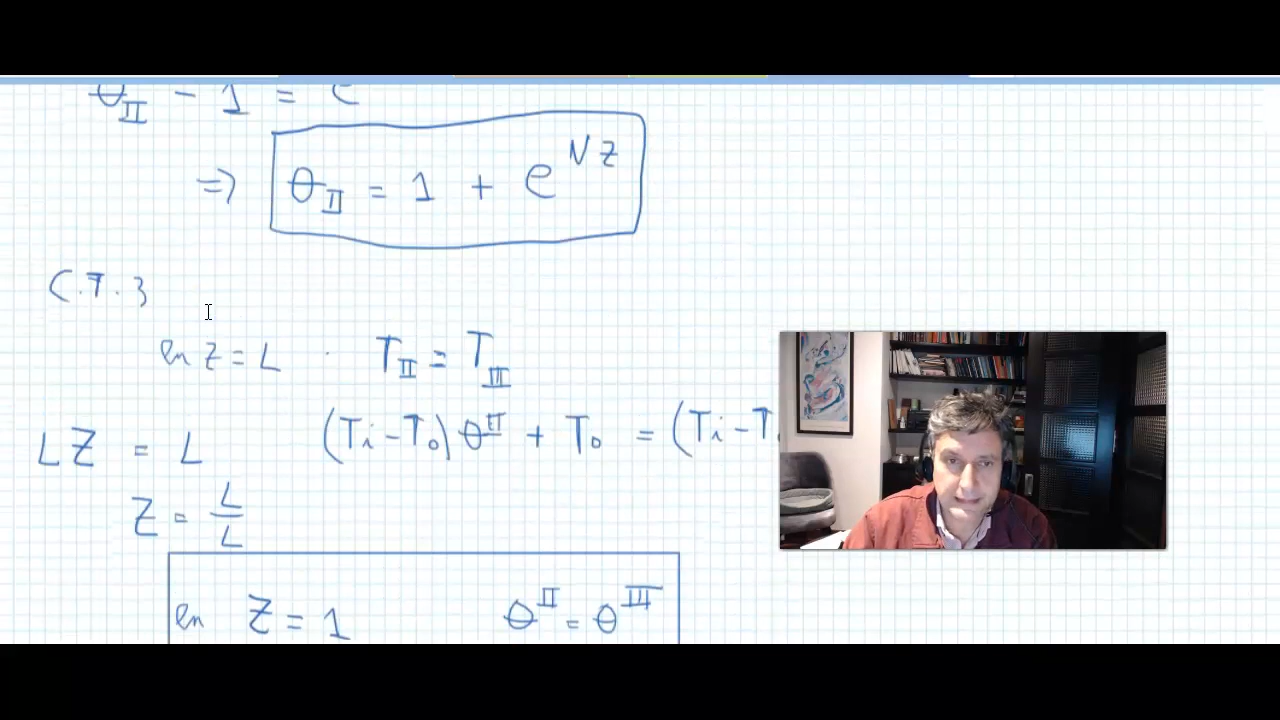 θ_II - 1 = e
=> θ_II = 1 + e^{NZ}
C.T. 3
en z = L · T_II = T_III
LZ = L (Ti - To) θ^II + To = (Ti - T
Z = L/L
en Z = 1 θ^II = θ^III